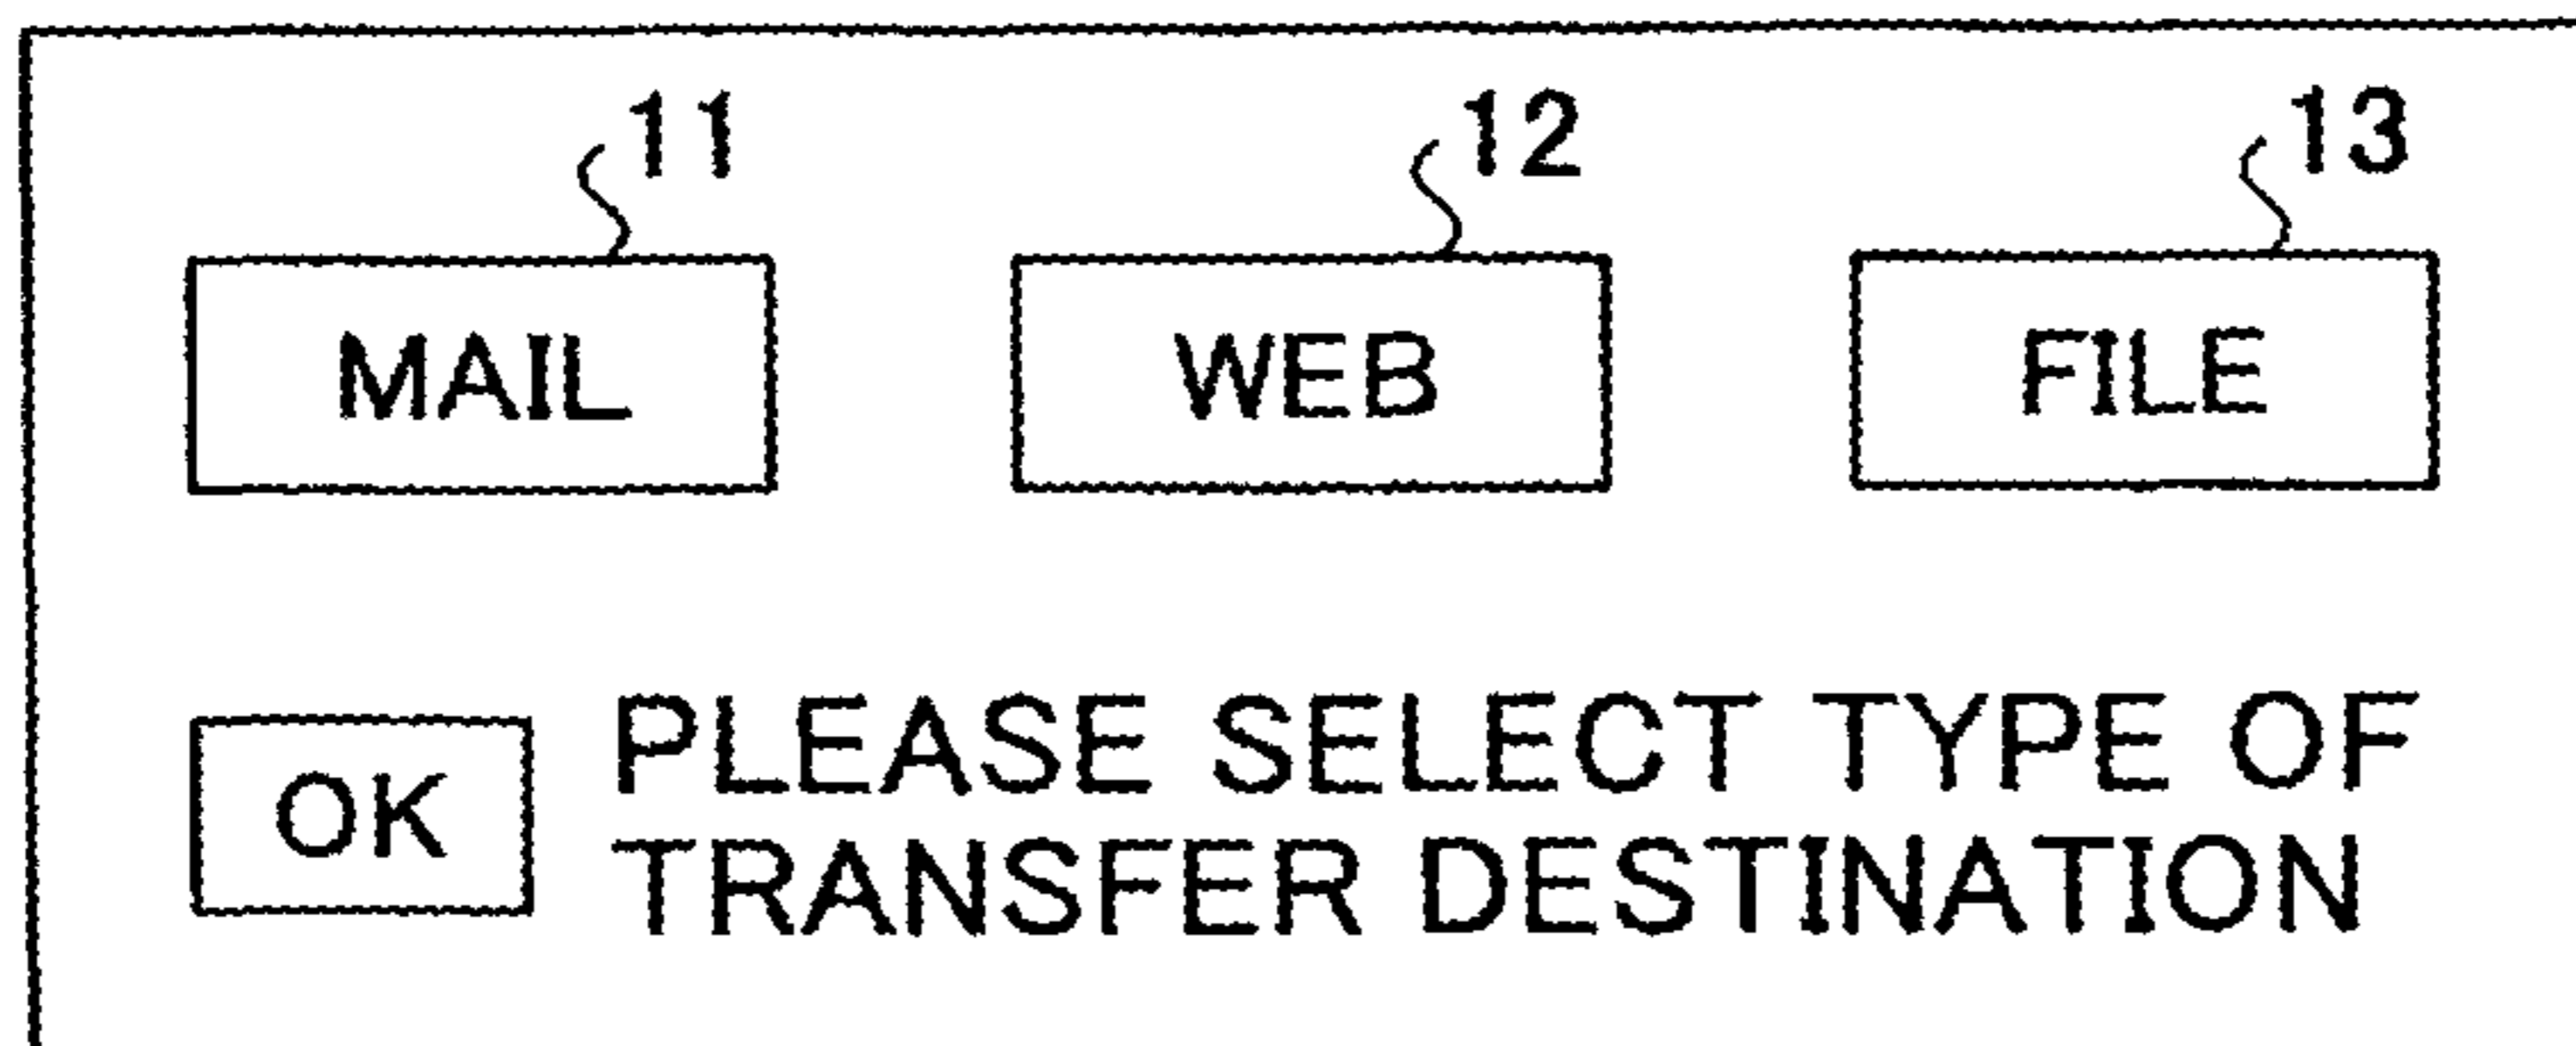 11 12 13
MAIL WEB FILE
OK PLEASE SELECT TYPE OF
TRANSFER DESTINATION